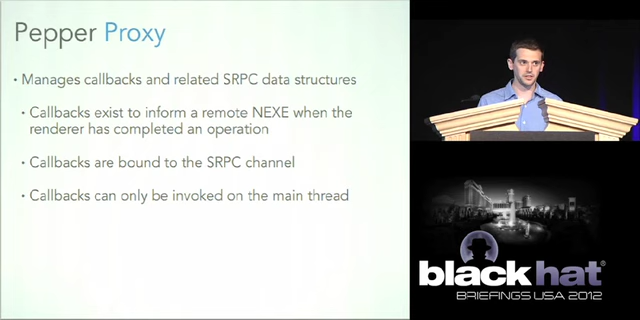 Pepper Proxy
• Manages callbacks and related SRPC data structures
• Callbacks exist to inform a remote NEXE when the
renderer has completed an operation
• Callbacks are bound to the SRPC channel
• Callbacks can only be invoked on the main thread
black hat®
BRIEFINGS USA 2012